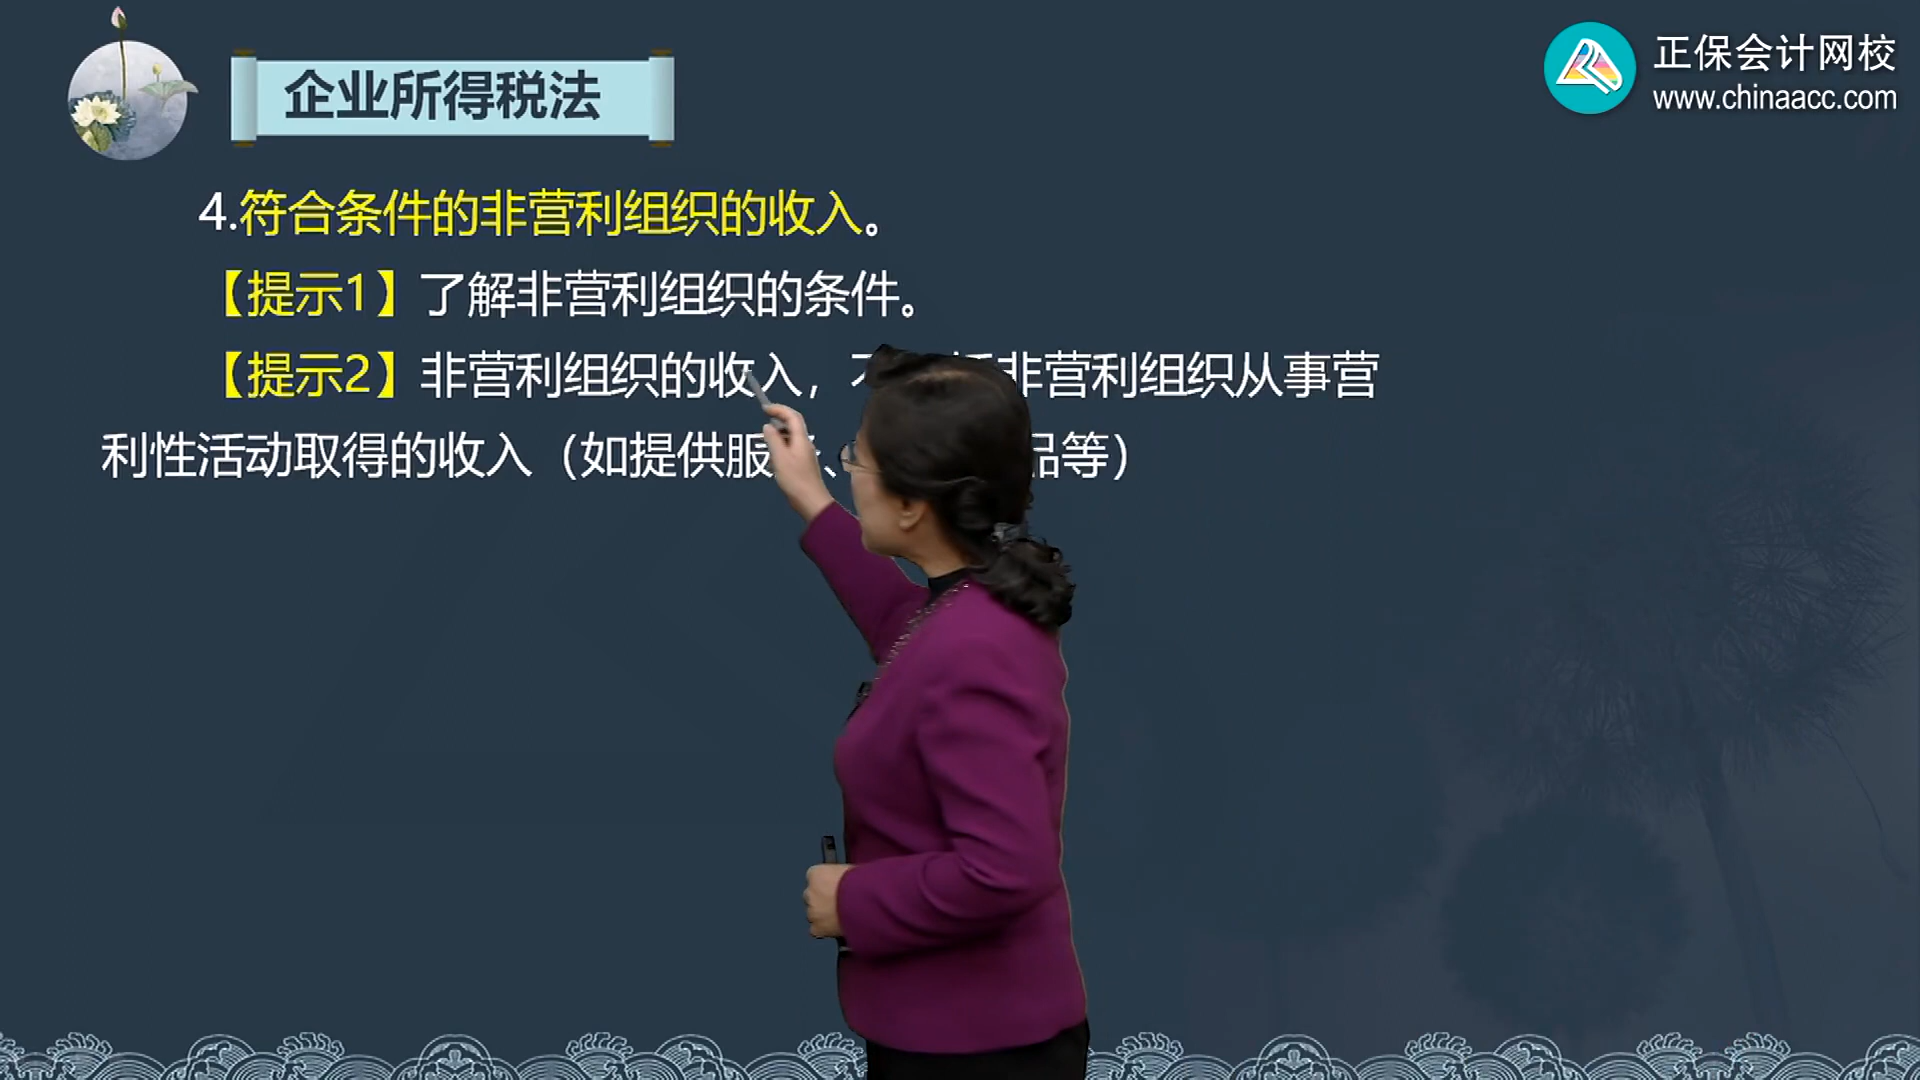 企业所得税法
正保会计网校
www.chinaacc.com
4.符合条件的非营利组织的收入。
【提示1】了解非营利组织的条件。
【提示2】非营利组织的收入，非营利组织从事营
利性活动取得的收入（如提供服、品等）